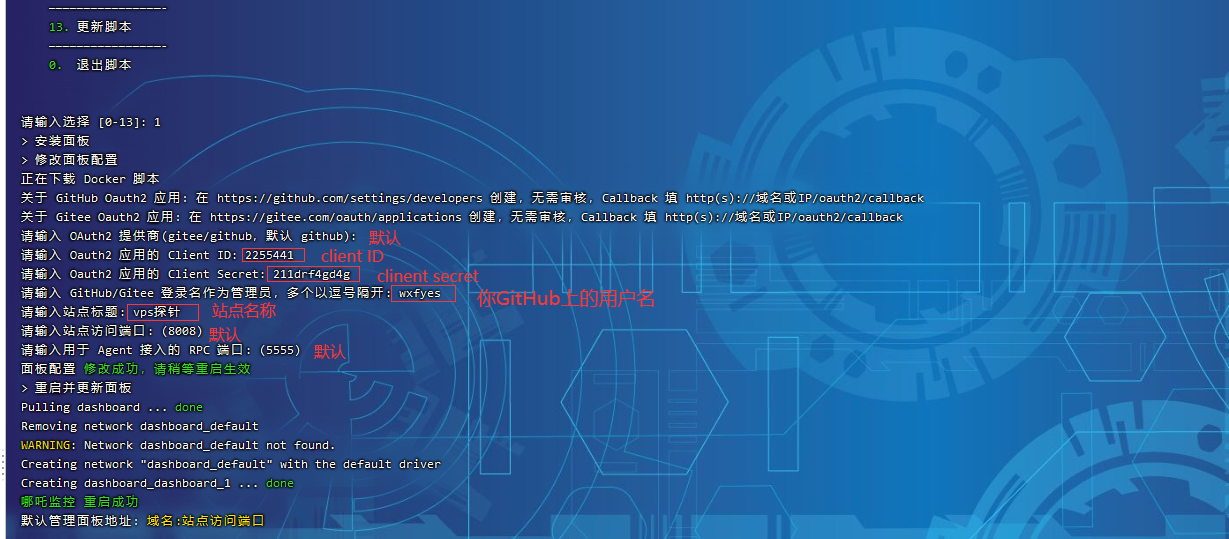 —————————————————-
13. 更新脚本
—————————————————-
0. 退出脚本
请输入选择 [0-13]: 1
> 安装面板
> 修改面板配置
正在下载 Docker 脚本
关于 GitHub Oauth2 应用: 在 https://github.com/settings/developers 创建, 无需审核, Callback 填 http(s)://域名或IP/oauth2/callback
关于 Gitee Oauth2 应用: 在 https://gitee.com/oauth/applications 创建, 无需审核, Callback 填 http(s)://域名或IP/oauth2/callback
请输入 OAuth2 提供商(gitee/github, 默认 github): 默认
请输入 Oauth2 应用的 Client ID: 2255441 client ID
请输入 Oauth2 应用的 Client Secret: 211drf4gd4g clinent secret
请输入 GitHub/Gitee 登录名作为管理员, 多个以逗号隔开: wxfyes 你GitHub上的用户名
请输入站点标题: vps探针 站点名称
请输入站点访问端口: (8008) 默认
请输入用于 Agent 接入的 RPC 端口: (5555) 默认
面板配置 修改成功, 请稍等重启生效
> 重启并更新面板
Pulling dashboard ... done
Removing network dashboard_default
WARNING: Network dashboard_default not found.
Creating network "dashboard_default" with the default driver
Creating dashboard_dashboard_1 ... done
哪吒监控 重启成功
默认管理面板地址: 域名:站点访问端口